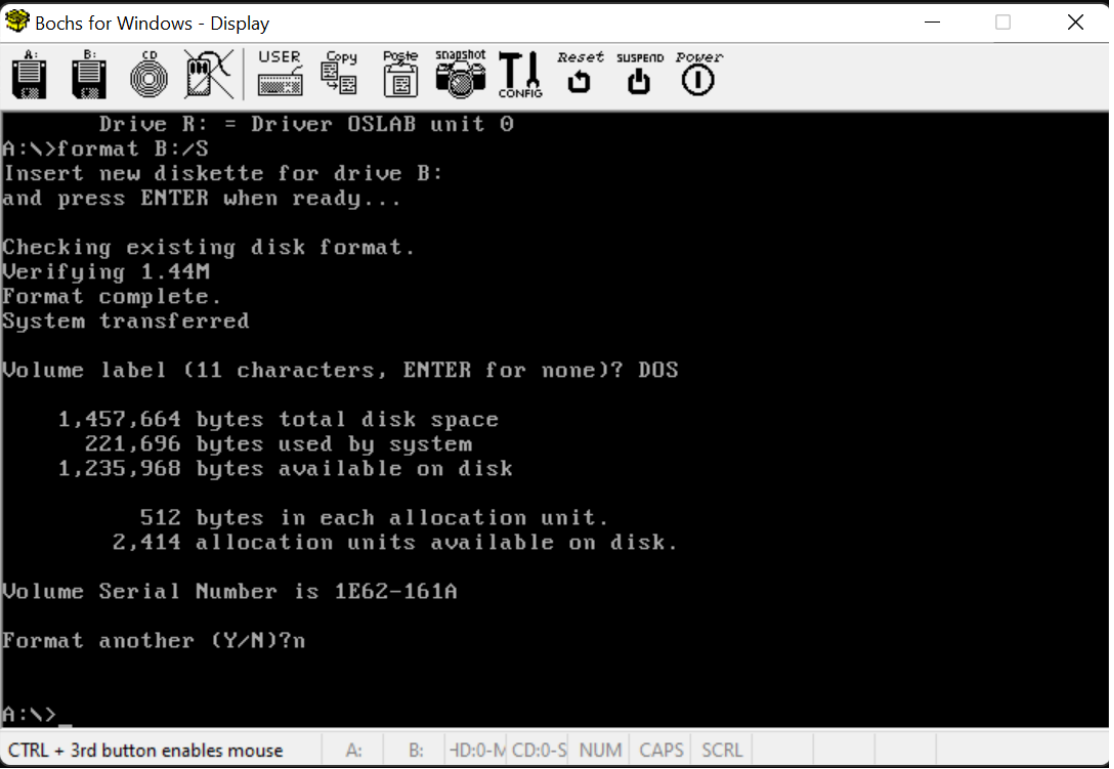 Bochs for Windows - Display
A: B: CD USER Copy Paste snapshot CONFIG Reset SUSPEND Power
Drive R: = Driver OSLAB unit 0
A:\>format B:/S
Insert new diskette for drive B:
and press ENTER when ready...
Checking existing disk format.
Verifying 1.44M
Format complete.
System transferred
Volume label (11 characters, ENTER for none)? DOS
1,457,664 bytes total disk space
221,696 bytes used by system
1,235,968 bytes available on disk
512 bytes in each allocation unit.
2,414 allocation units available on disk.
Volume Serial Number is 1E62-161A
Format another (Y/N)?n
A:\>_
CTRL + 3rd button enables mouse A: B: HD:0-M CD:0-S NUM CAPS SCRL